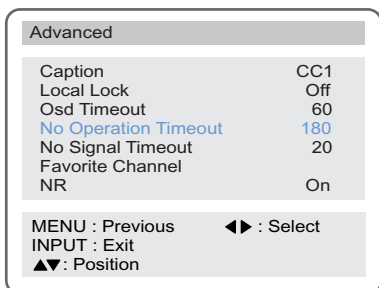 Advanced
Caption CC1
Local Lock Off
Osd Timeout 60
No Operation Timeout 180
No Signal Timeout 20
Favorite Channel
NR On
MENU : Previous ◀▶ : Select
INPUT : Exit
▲▼ : Position